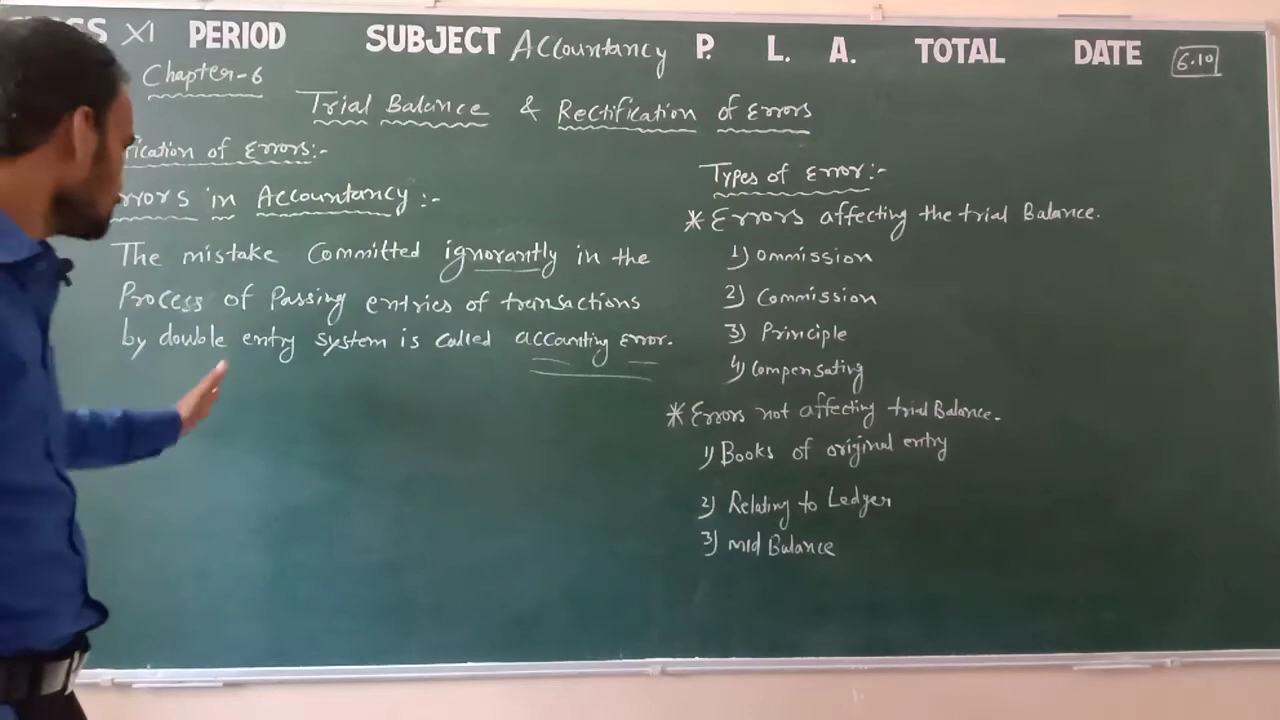 SS XI PERIOD SUBJECT Accountancy P. L. A. TOTAL DATE 6.10
Chapter-6
Trial Balance & Rectification of Errors
fication of Errors:-
rrors in Accountancy :-
The mistake Committed ignorantly in the
Process of Passing entries of transactions
by double entry system is called accounting error.
Types of Error:-
* Errors affecting the trial Balance.
1) Ommission
2) Commission
3) Principle
4) Compensating
* Errors not affecting trial Balance.
1) Books of original entry
2) Relating to Ledger
3) mid Balance